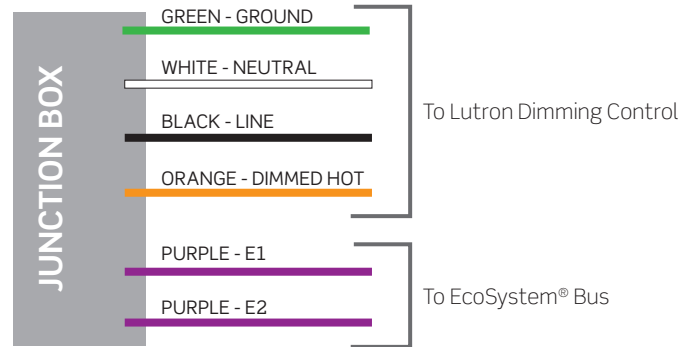 JUNCTION BOX
GREEN - GROUND
WHITE - NEUTRAL
BLACK - LINE
ORANGE - DIMMED HOT
To Lutron Dimming Control
PURPLE - E1
PURPLE - E2
To EcoSystem® Bus